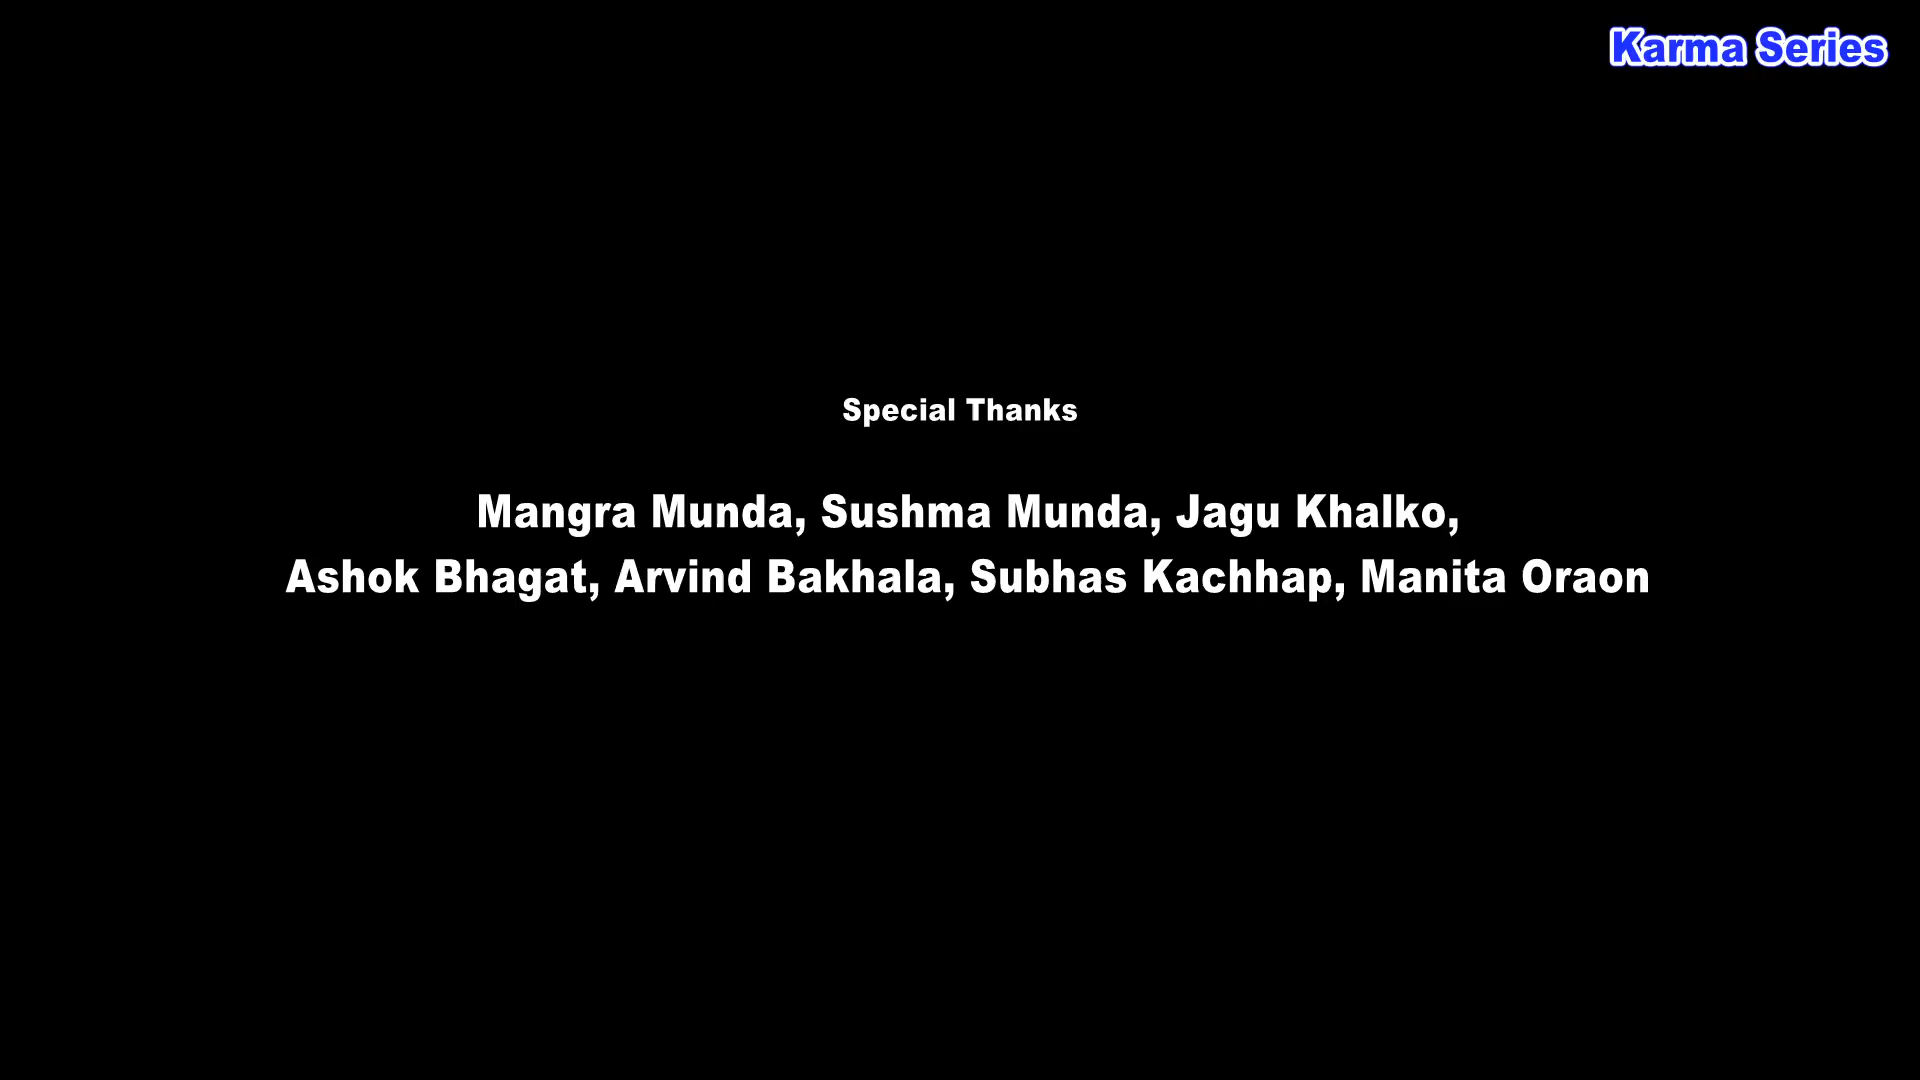 Karma Series
Special Thanks
Mangra Munda, Sushma Munda, Jagu Khalko,
Ashok Bhagat, Arvind Bakhala, Subhas Kachhap, Manita Oraon